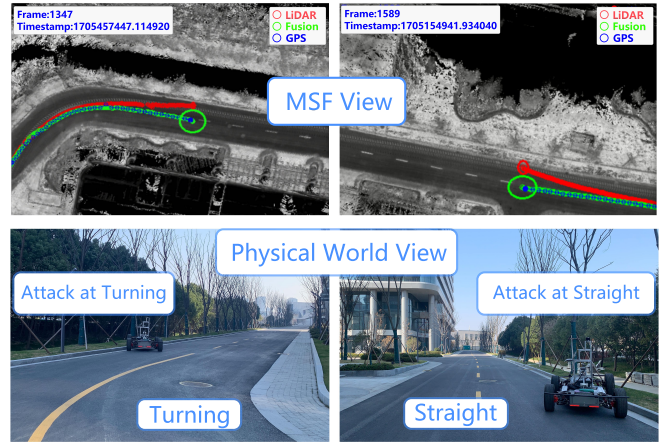 Frame:1347
Timestamp:1705457447.114920
LiDAR
Fusion
GPS
Frame:1589
Timestamp:1705154941.934040
LiDAR
Fusion
GPS
MSF View
Physical World View
Attack at Turning
Attack at Straight
Turning
Straight